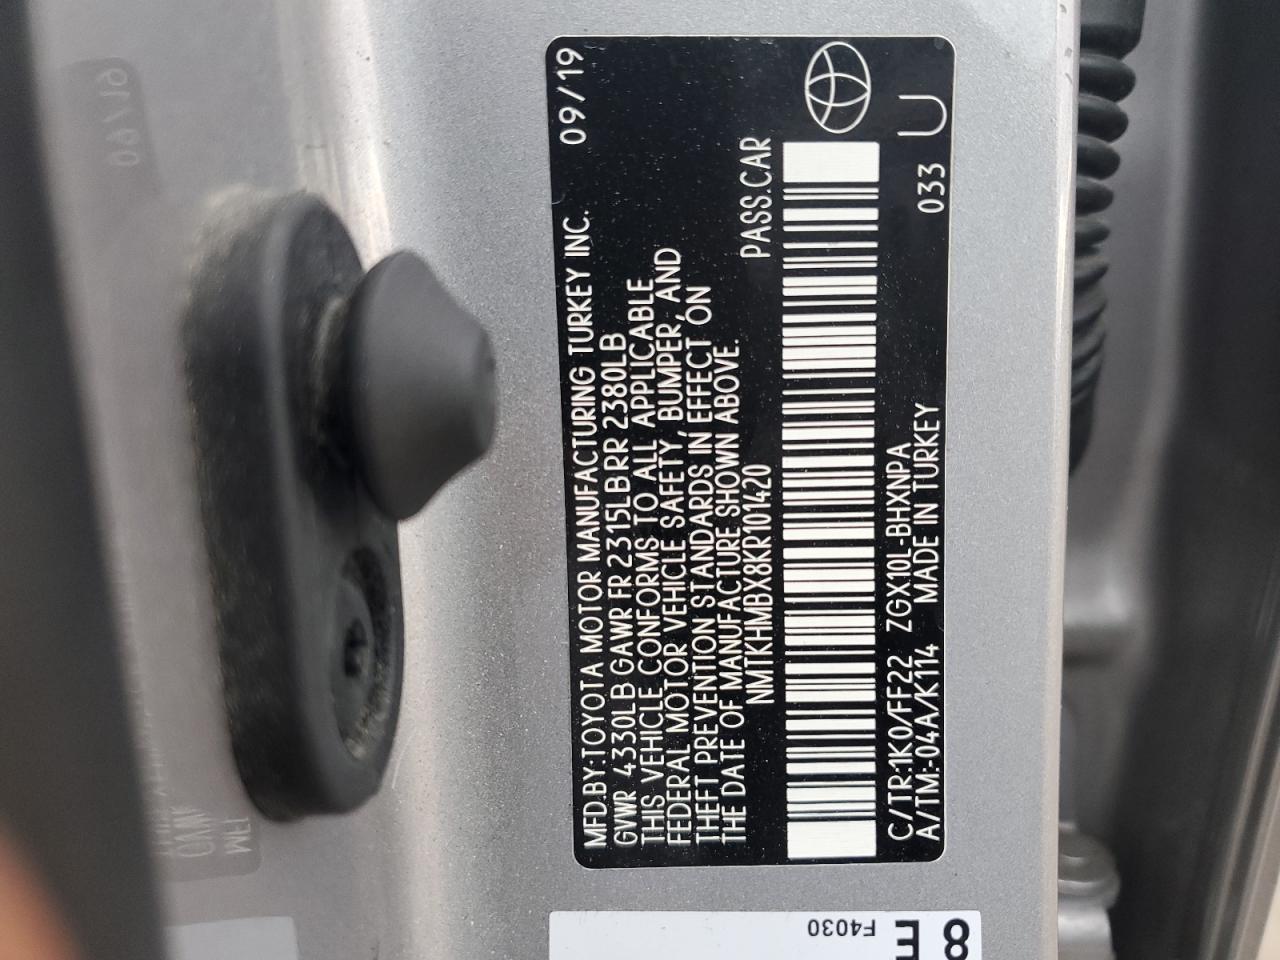 MFD.BY:TOYOTA MOTOR MANUFACTURING TURKEY INC. 09/19
GVWR 4330LB GAWR FR 2315LB RR 2380LB
THIS VEHICLE CONFORMS TO ALL APPLICABLE
FEDERAL MOTOR VEHICLE SAFETY, BUMPER, AND
THEFT PREVENTION STANDARDS IN EFFECT ON
THE DATE OF MANUFACTURE SHOWN ABOVE.
NMTKHMBX8KR101420 PASS.CAR
C/TR:1K0/FF22 ZGX10L-BHXNPA
A/TM:-04A/K114 MADE IN TURKEY 033 U
F4030
8E